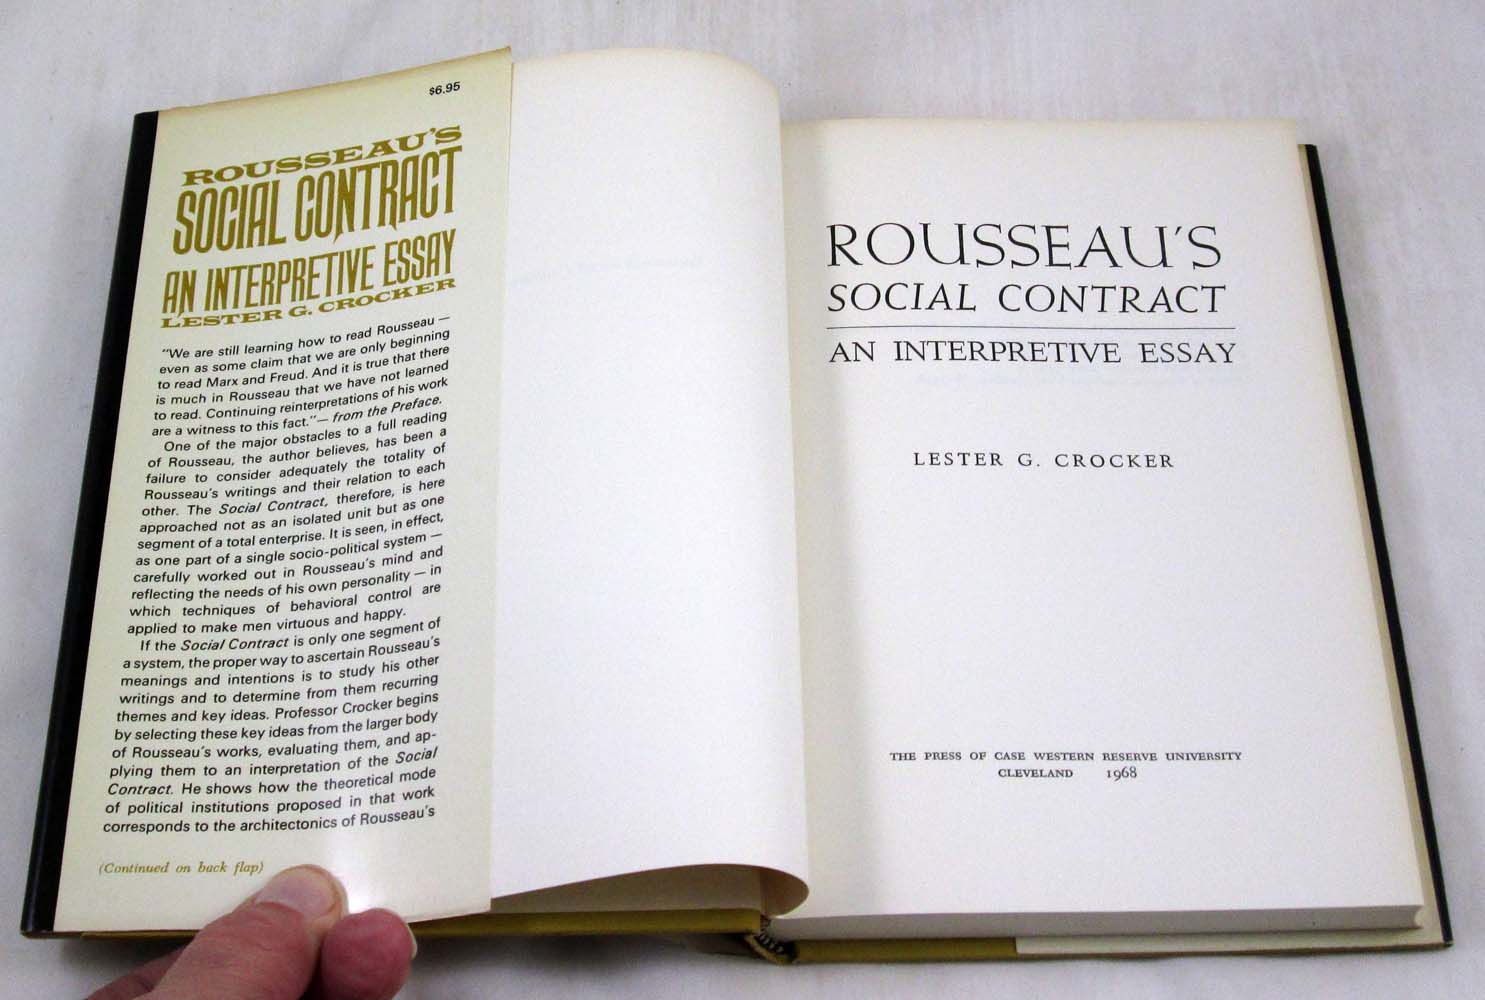 $6.95
ROUSSEAU'S
SOCIAL CONTRACT
AN INTERPRETIVE ESSAY
LESTER G. CROCKER
"We are still learning how to read Rousseau —
even as some claim that we are only beginning
to read Marx and Freud. And it is true that there
is much in Rousseau that we have not learned
to read. Continuing reinterpretations of his work
are a witness to this fact."— from the Preface.
One of the major obstacles to a full reading
of Rousseau, the author believes, has been a
failure to consider adequately the totality of
Rousseau's writings and their relation to each
other. The Social Contract, therefore, is here
approached not as an isolated unit but as one
segment of a total enterprise. It is seen, in effect,
as one part of a single socio-political system —
carefully worked out in Rousseau's mind and
reflecting the needs of his own personality — in
which techniques of behavioral control are
applied to make men virtuous and happy.
If the Social Contract is only one segment of
a system, the proper way to ascertain Rousseau's
meanings and intentions is to study his other
writings and to determine from them recurring
themes and key ideas. Professor Crocker begins
by selecting these key ideas from the larger body
of Rousseau's works, evaluating them, and ap-
plying them to an interpretation of the Social
Contract. He shows how the theoretical mode
of political institutions proposed in that work
corresponds to the architectonics of Rousseau's
(Continued on back flap)
ROUSSEAU'S
SOCIAL CONTRACT
AN INTERPRETIVE ESSAY
LESTER G. CROCKER
THE PRESS OF CASE WESTERN RESERVE UNIVERSITY
CLEVELAND 1968